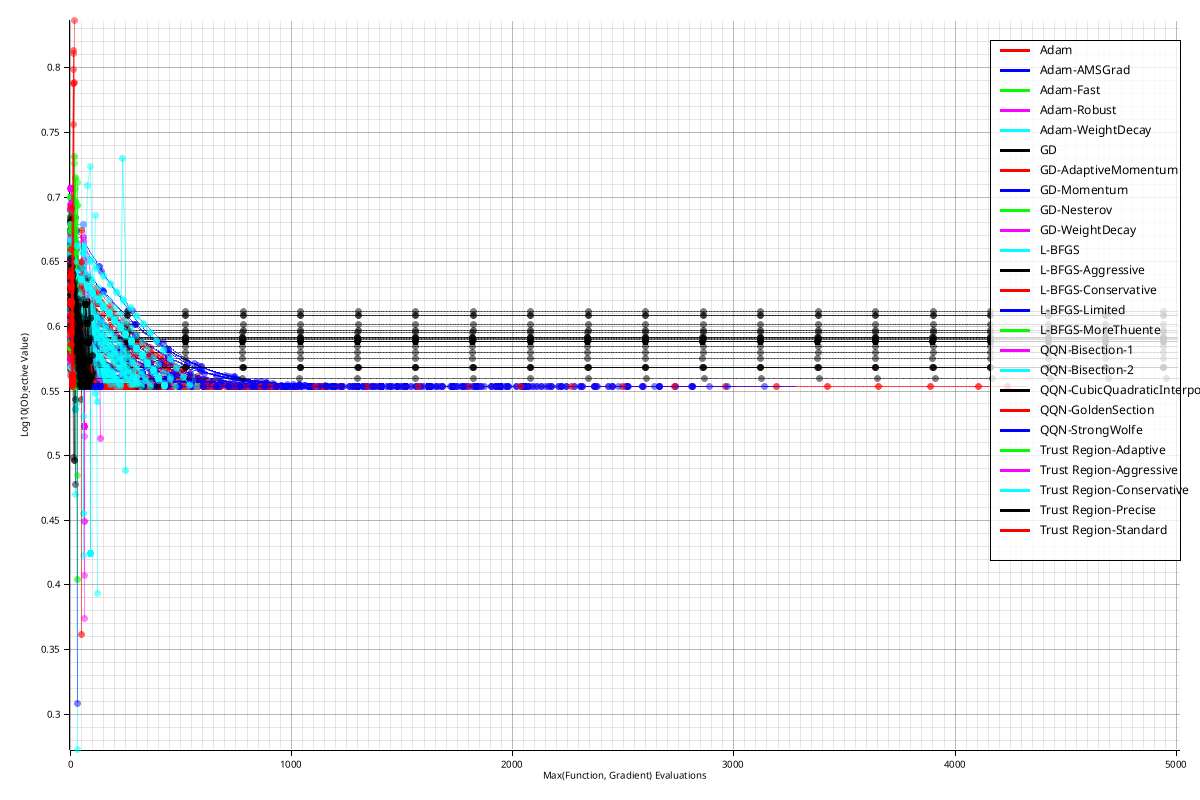 Adam
Adam-AMSGrad
Adam-Fast
Adam-Robust
Adam-WeightDecay
GD
GD-AdaptiveMomentum
GD-Momentum
GD-Nesterov
GD-WeightDecay
L-BFGS
L-BFGS-Aggressive
L-BFGS-Conservative
L-BFGS-Limited
L-BFGS-MoreThuente
QQN-Bisection-1
QQN-Bisection-2
QQN-CubicQuadraticInterpo
QQN-GoldenSection
QQN-StrongWolfe
Trust Region-Adaptive
Trust Region-Aggressive
Trust Region-Conservative
Trust Region-Precise
Trust Region-Standard
0.8
0.75
0.7
0.65
0.6
0.55
0.5
0.45
0.4
0.35
0.3
Log10(Objective Value)
0 1000 2000 3000 4000 5000
Max(Function, Gradient) Evaluations